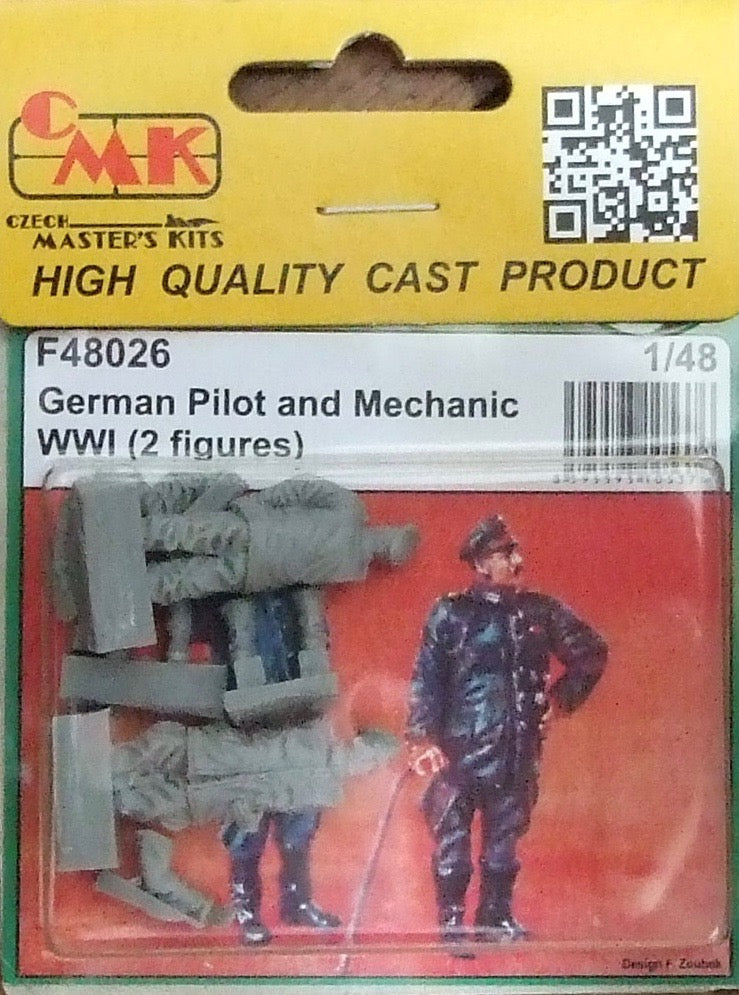 CMK
CZECH
MASTER'S KITS
HIGH QUALITY CAST PRODUCT
F48026
1/48
German Pilot and Mechanic
WWI (2 figures)
Design F. Zoubek